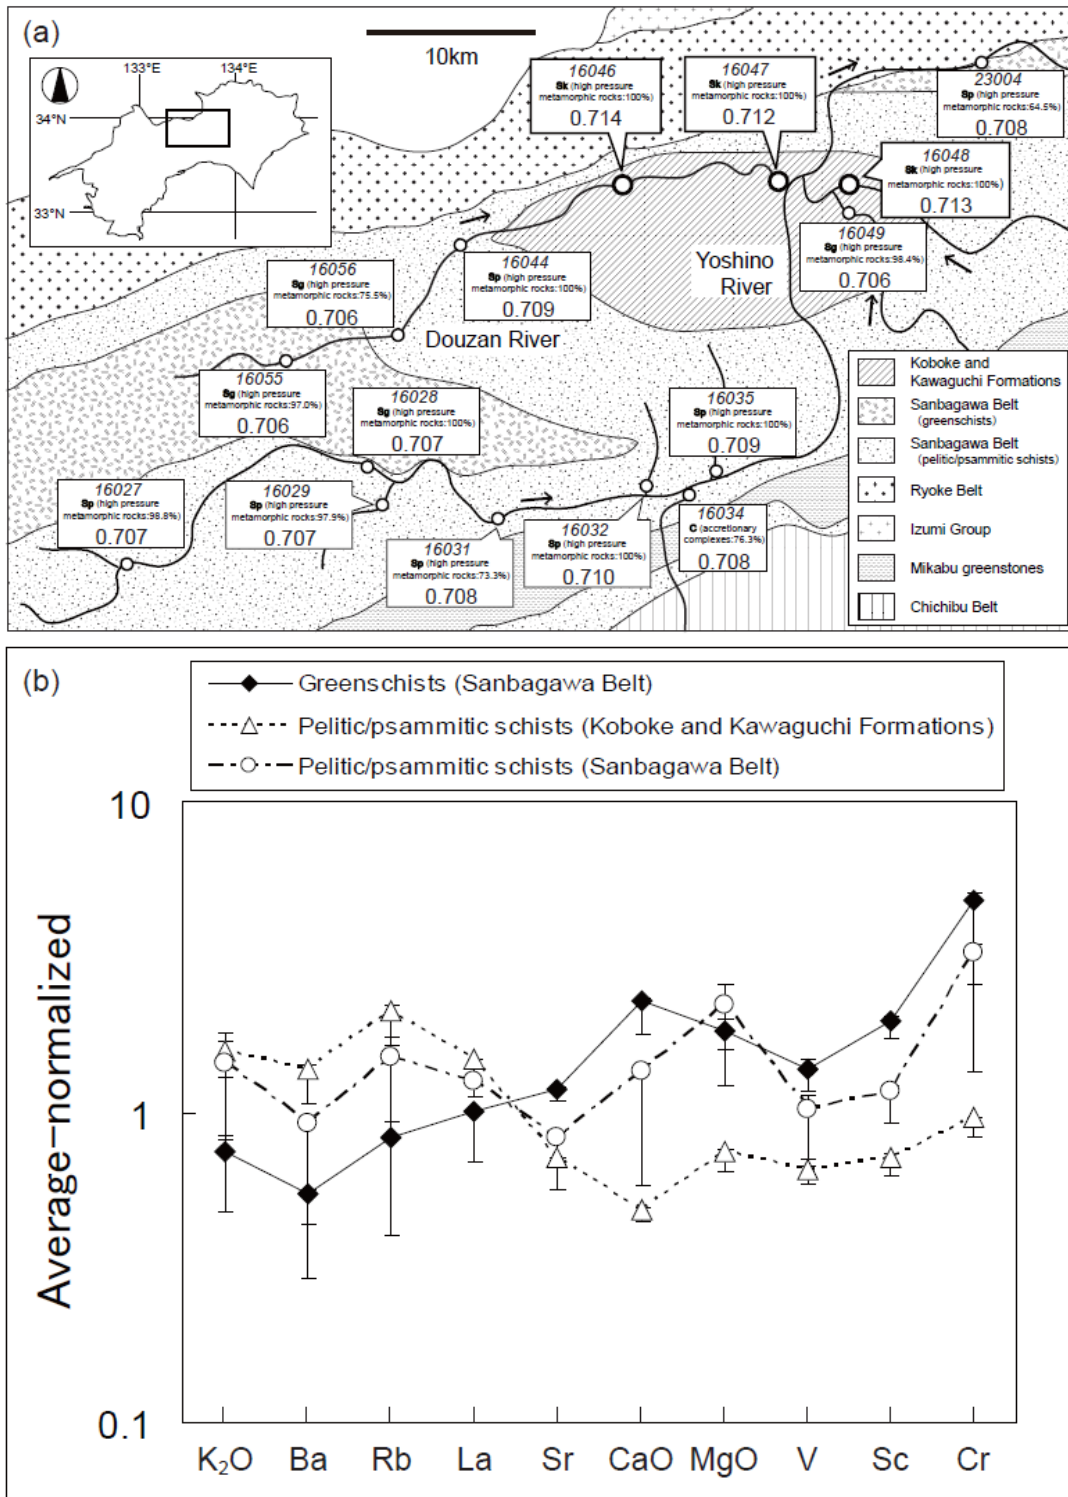 (a)
10km
133°E 134°E
34°N
33°N
16046
Sk (high pressure
metamorphic rocks:100%)
0.714
16047
Sk (high pressure
metamorphic rocks:100%)
0.712
23004
Sp (high pressure
metamorphic rocks:64.5%)
0.708
16048
Sk (high pressure
metamorphic rocks:100%)
0.713
16049
Sg (high pressure
metamorphic rocks:98.4%)
0.706
16056
Sg (high pressure
metamorphic rocks:75.5%)
0.706
16044
Sp (high pressure
metamorphic rocks:100%)
0.709
Yoshino
River
Douzan River
16055
Sg (high pressure
metamorphic rocks:97.0%)
0.706
16028
Sg (high pressure
metamorphic rocks:100%)
0.707
16035
Sp (high pressure
metamorphic rocks:100%)
0.709
16027
Sp (high pressure
metamorphic rocks:98.8%)
0.707
16029
Sp (high pressure
metamorphic rocks:97.9%)
0.707
16031
Sp (high pressure
metamorphic rocks:73.3%)
0.708
16032
Sp (high pressure
metamorphic rocks:100%)
0.710
16034
C (accretionary
complexes:76.3%)
0.708
Koboke and
Kawaguchi Formations
Sanbagawa Belt
(greenschists)
Sanbagawa Belt
(pelitic/psammitic schists)
Ryoke Belt
Izumi Group
Mikabu greenstones
Chichibu Belt
(b)
Greenschists (Sanbagawa Belt)
Pelitic/psammitic schists (Koboke and Kawaguchi Formations)
Pelitic/psammitic schists (Sanbagawa Belt)
Average-normalized
10
1
0.1
K₂O Ba Rb La Sr CaO MgO V Sc Cr